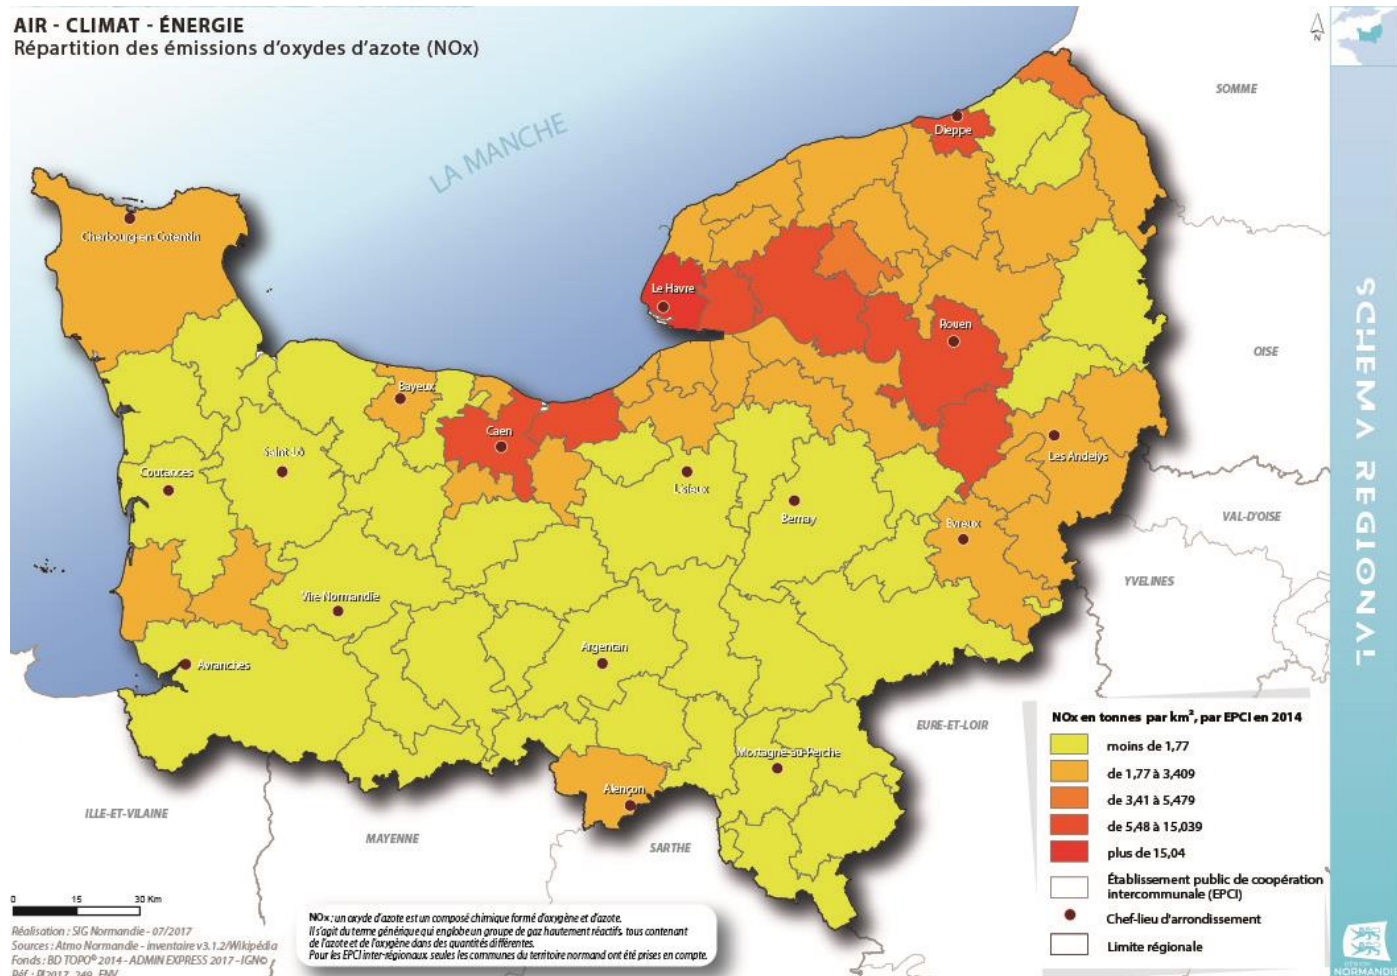 AIR - CLIMAT - ÉNERGIE
Répartition des émissions d'oxydes d'azote (NOx)
N
LA MANCHE
SOMME
Dieppe
Cherbourg-en-Cotentin
Le Havre
Rouen
OISE
Bayeux
Caen
Saint-Lô
Coutances
Lisieux
Les Andelys
Bernay
Evreux
VAL-D'OISE
YVELINES
Vire Normandie
Argentan
Avranches
EURE-ET-LOIR
Mortagne-au-Perche
Alençon
ILLE-ET-VILAINE
MAYENNE
SARTHE
SCHEMA REGIONAL
NOx en tonnes par km², par EPCI en 2014
moins de 1,77
de 1,77 à 3,409
de 3,41 à 5,479
de 5,48 à 15,039
plus de 15,04
Établissement public de coopération
intercommunale (EPCI)
Chef-lieu d'arrondissement
Limite régionale
0 15 30 Km
Réalisation : SIG Normandie - 07/2017
Sources : Atmo Normandie - inventaire v3.1.2/Wikipédia
Fonds : BD TOPO® 2014 - ADMIN EXPRESS 2017 - IGN©
Réf. : PJ2017_249_ENV
NOx : un oxyde d'azote est un composé chimique formé d'oxygène et d'azote.
Il s'agit du terme générique qui englobe un groupe de gaz hautement réactifs, tous contenant
de l'azote et de l'oxygène dans des quantités différentes.
Pour les EPCI inter-régionaux, seules les communes du territoire normand ont été prises en compte.
NORMANDIE